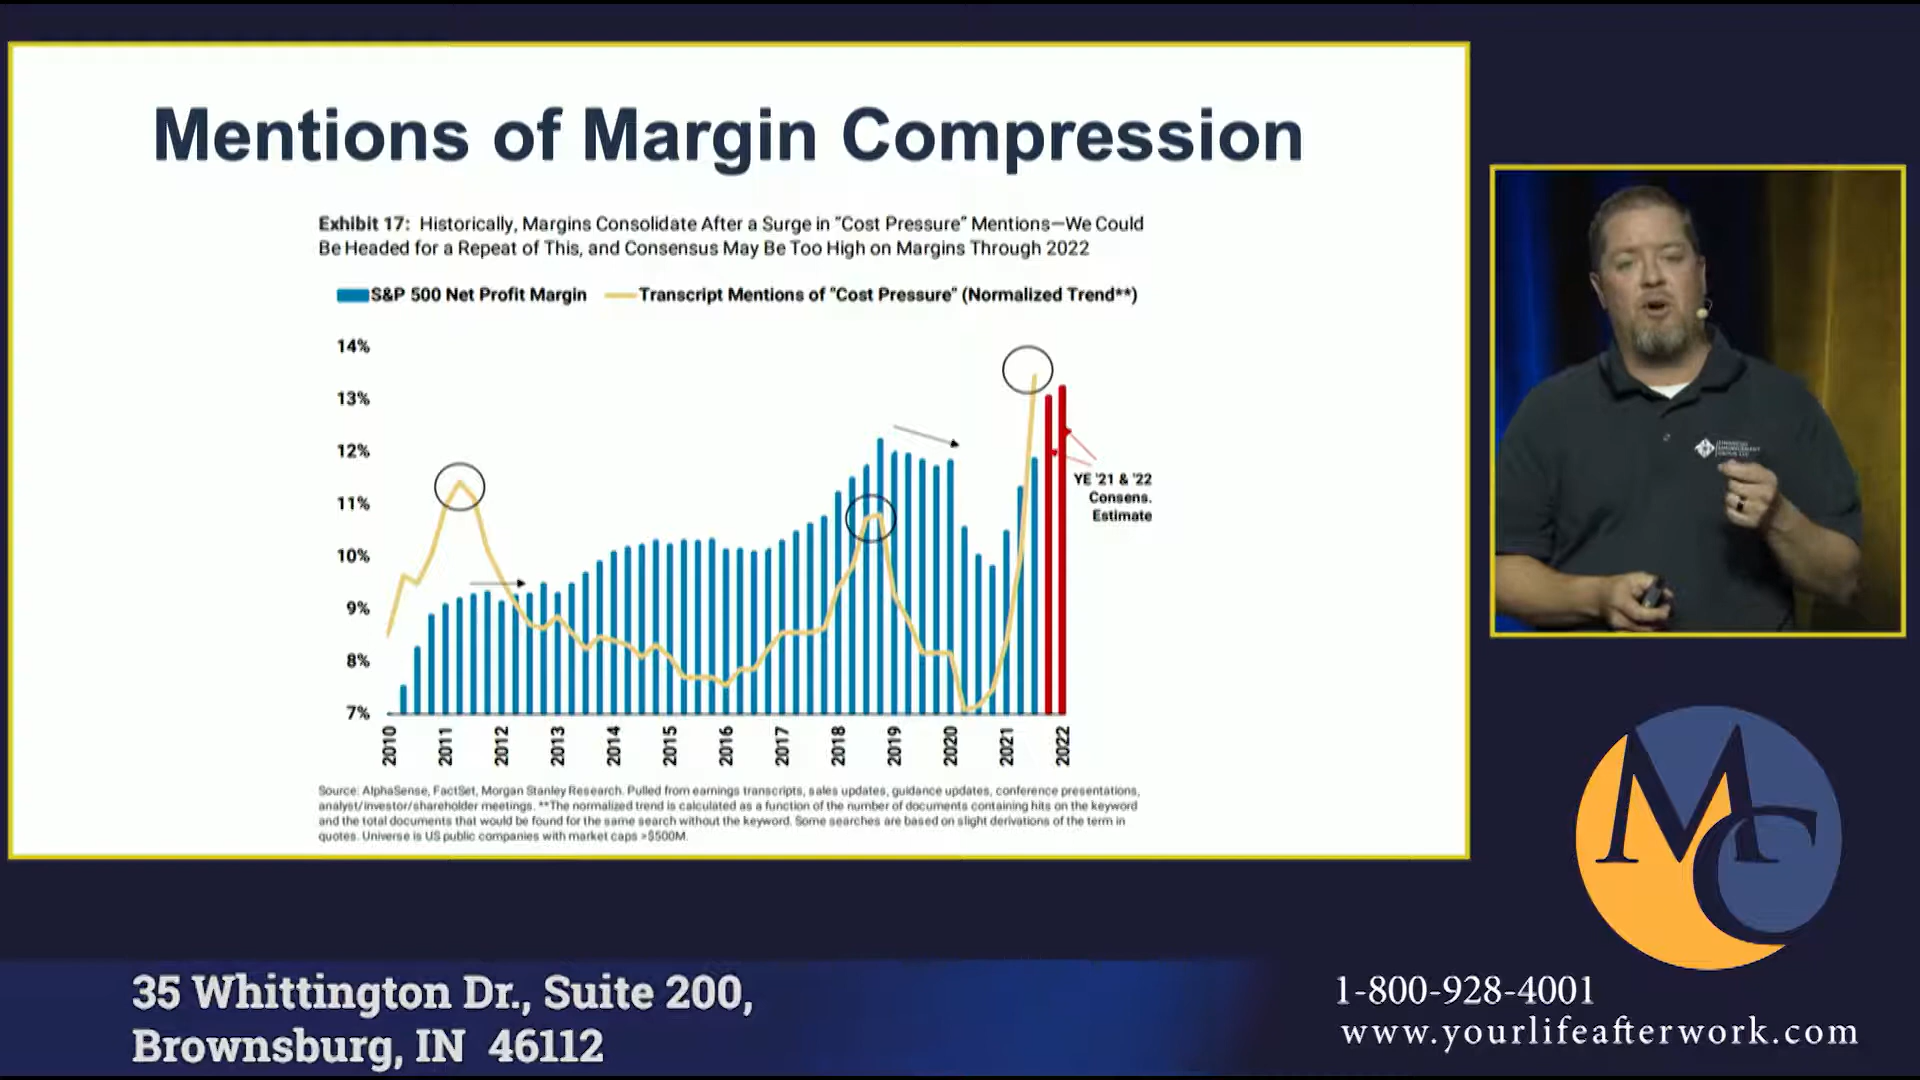 Mentions of Margin Compression
Exhibit 17: Historically, Margins Consolidate After a Surge in "Cost Pressure" Mentions—We Could
Be Headed for a Repeat of This, and Consensus May Be Too High on Margins Through 2022
S&P 500 Net Profit Margin
Transcript Mentions of "Cost Pressure" (Normalized Trend**)
14%
13%
12%
11%
10%
9%
8%
7%
YE '21 & '22
Consens.
Estimate
2010
2011
2012
2013
2014
2015
2016
2017
2018
2019
2020
2021
2022
Source: AlphaSense, FactSet, Morgan Stanley Research. Pulled from earnings transcripts, sales updates, guidance updates, conference presentations,
analyst/investor/shareholder meetings. **The normalized trend is calculated as a function of the number of documents containing hits on the keyword
and the total documents that would be found for the same search without the keyword. Some searches are based on slight derivations of the term in
quotes. Universe is US public companies with market caps >$500M.
MC
35 Whittington Dr., Suite 200,
Brownsburg, IN 46112
1-800-928-4001
www.yourlifeafterwork.com